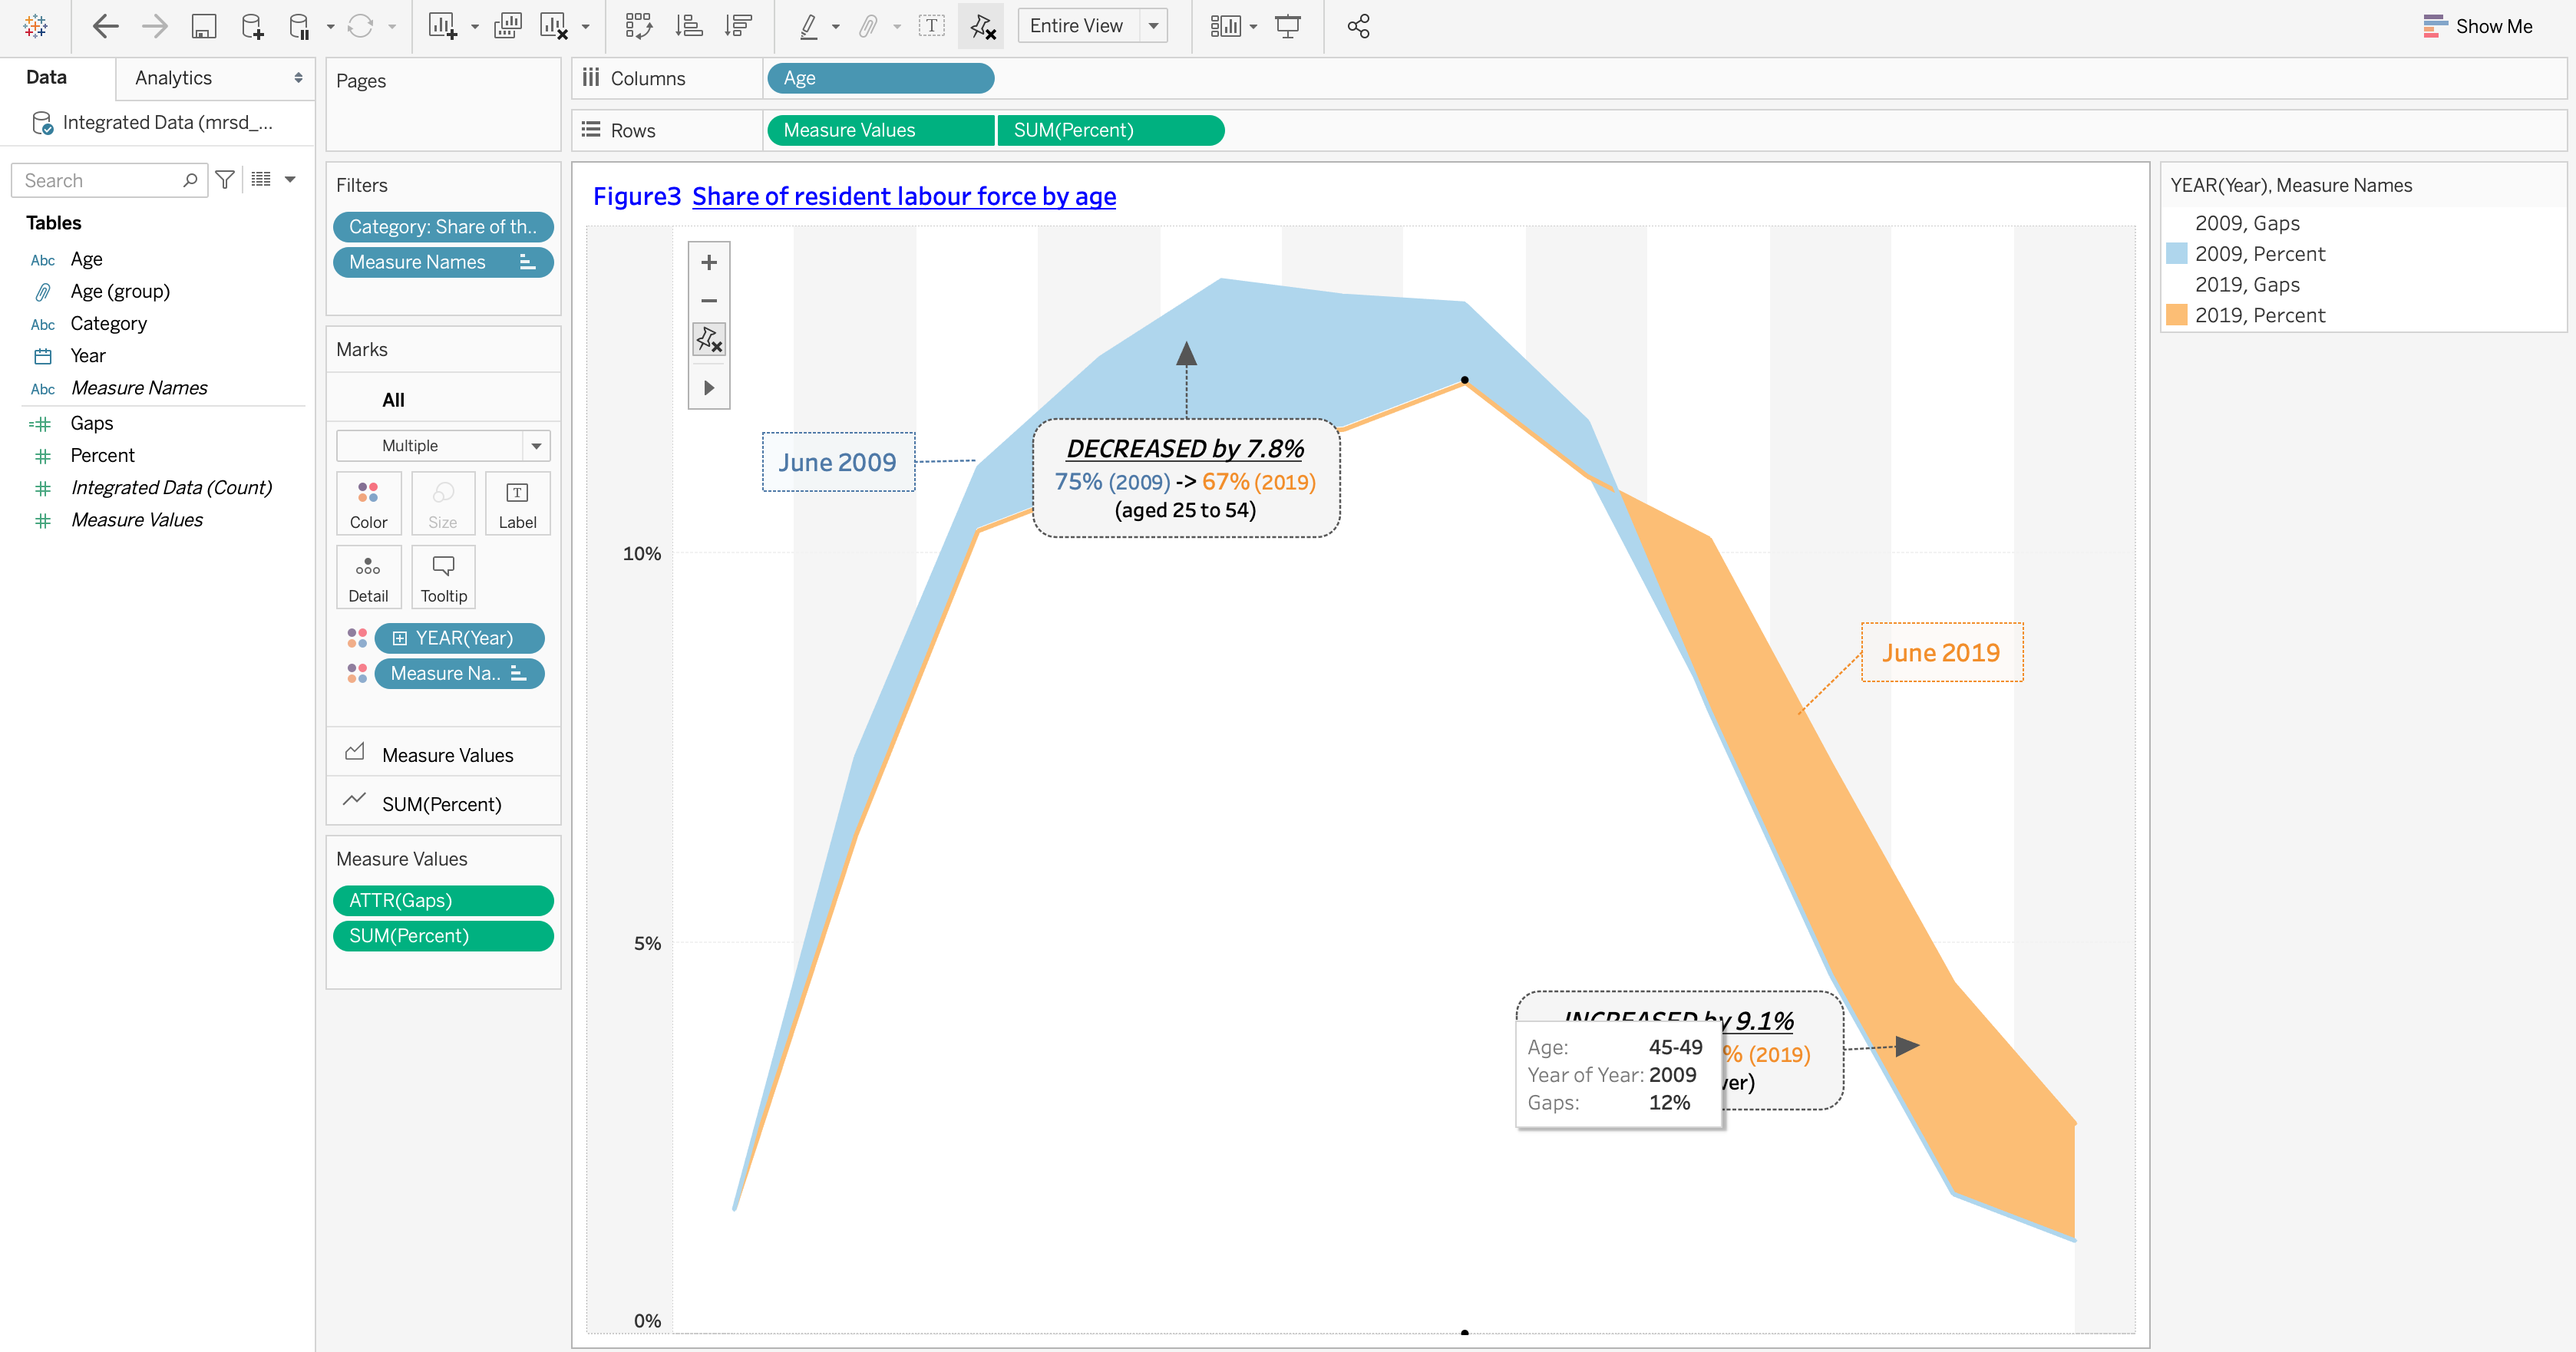 Entire View
Show Me
Data
Analytics
Integrated Data (mrsd_...
Search
Tables
Abc Age
Age (group)
Abc Category
Year
Abc Measure Names
Gaps
Percent
Integrated Data (Count)
Measure Values
Pages
Filters
Category: Share of th..
Measure Names
Marks
All
Multiple
Color
Size
Label
Detail
Tooltip
YEAR(Year)
Measure Na..
Measure Values
SUM(Percent)
Measure Values
ATTR(Gaps)
SUM(Percent)
Columns
Age
Rows
Measure Values
SUM(Percent)
Figure3 Share of resident labour force by age
10%
5%
0%
June 2009
DECREASED by 7.8%
75% (2009) -> 67% (2019)
(aged 25 to 54)
June 2019
INCREASED by 9.1%
% (2019)
Age: 45-49
Year of Year: 2009
Gaps: 12%
YEAR(Year), Measure Names
2009, Gaps
2009, Percent
2019, Gaps
2019, Percent